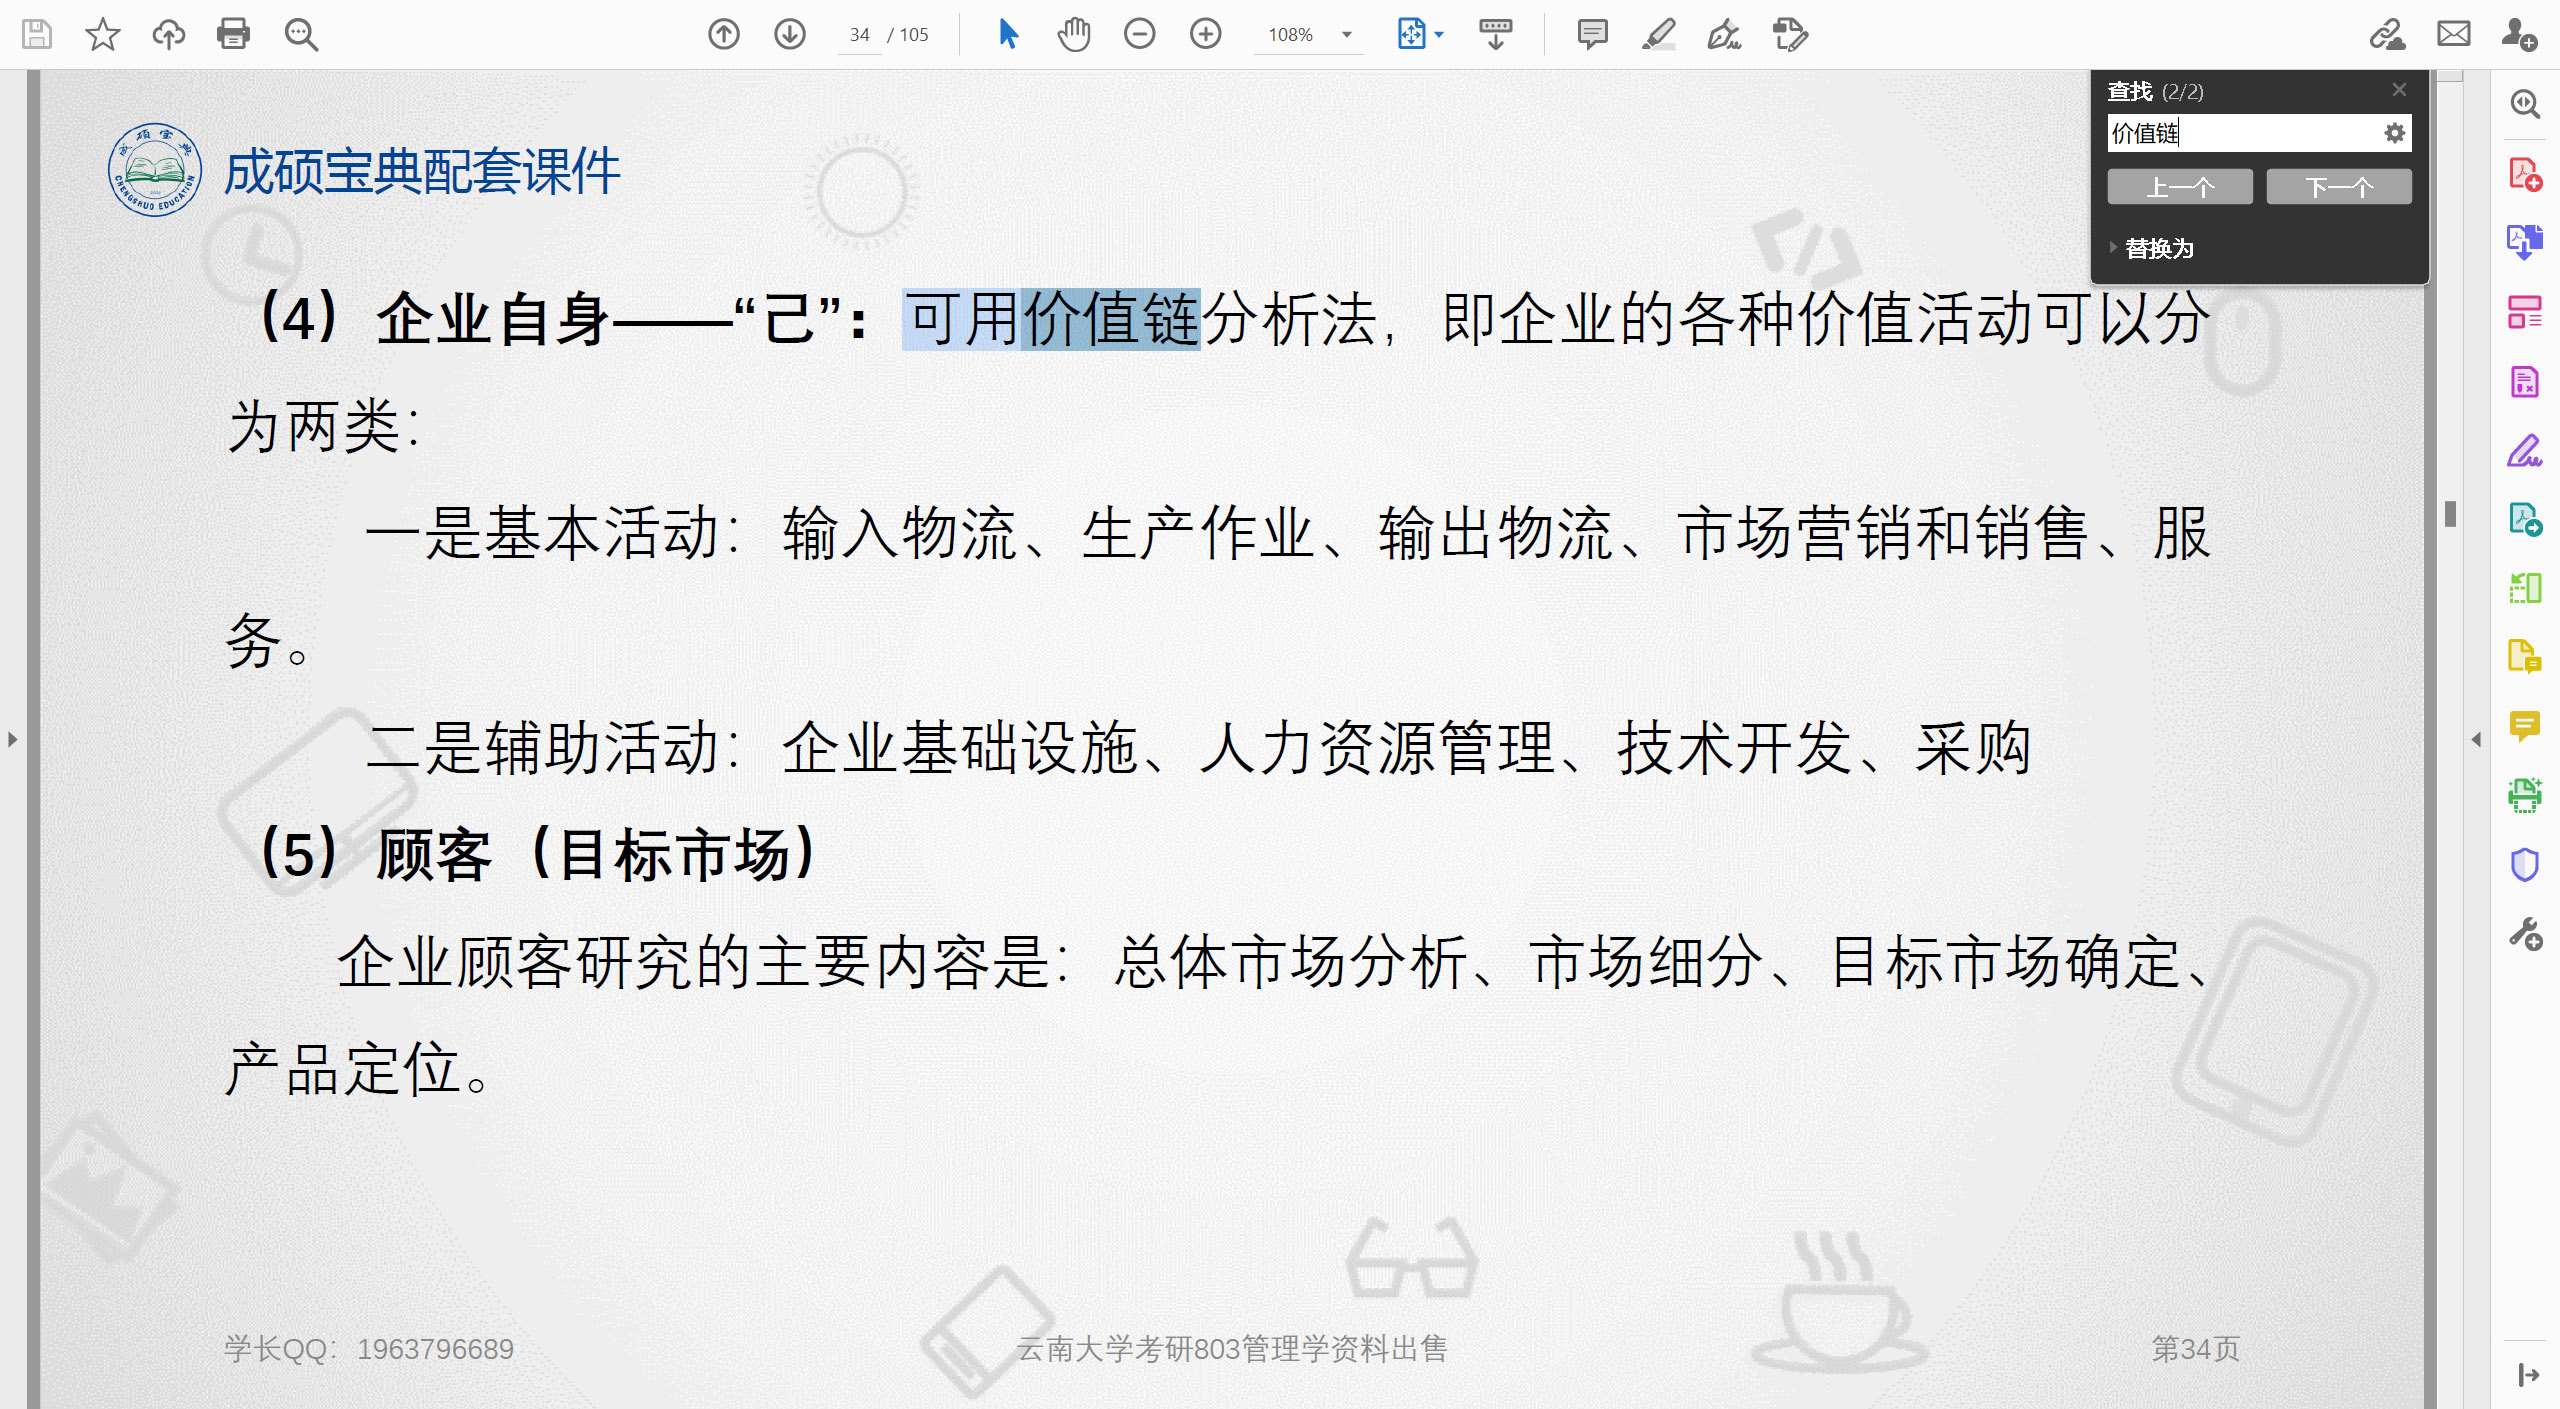 34 / 105
108%
查找 (2/2)
价值链
上一个 下一个
替换为
成硕宝典配套课件
CHENGSHUO EDUCATION
（4）企业自身——“己”：可用价值链分析法，即企业的各种价值活动可以分
为两类：
一是基本活动：输入物流、生产作业、输出物流、市场营销和销售、服
务。
二是辅助活动：企业基础设施、人力资源管理、技术开发、采购
（5）顾客（目标市场）
企业顾客研究的主要内容是：总体市场分析、市场细分、目标市场确定、
产品定位。
学长QQ：1963796689 云南大学考研803管理学资料出售 第34页